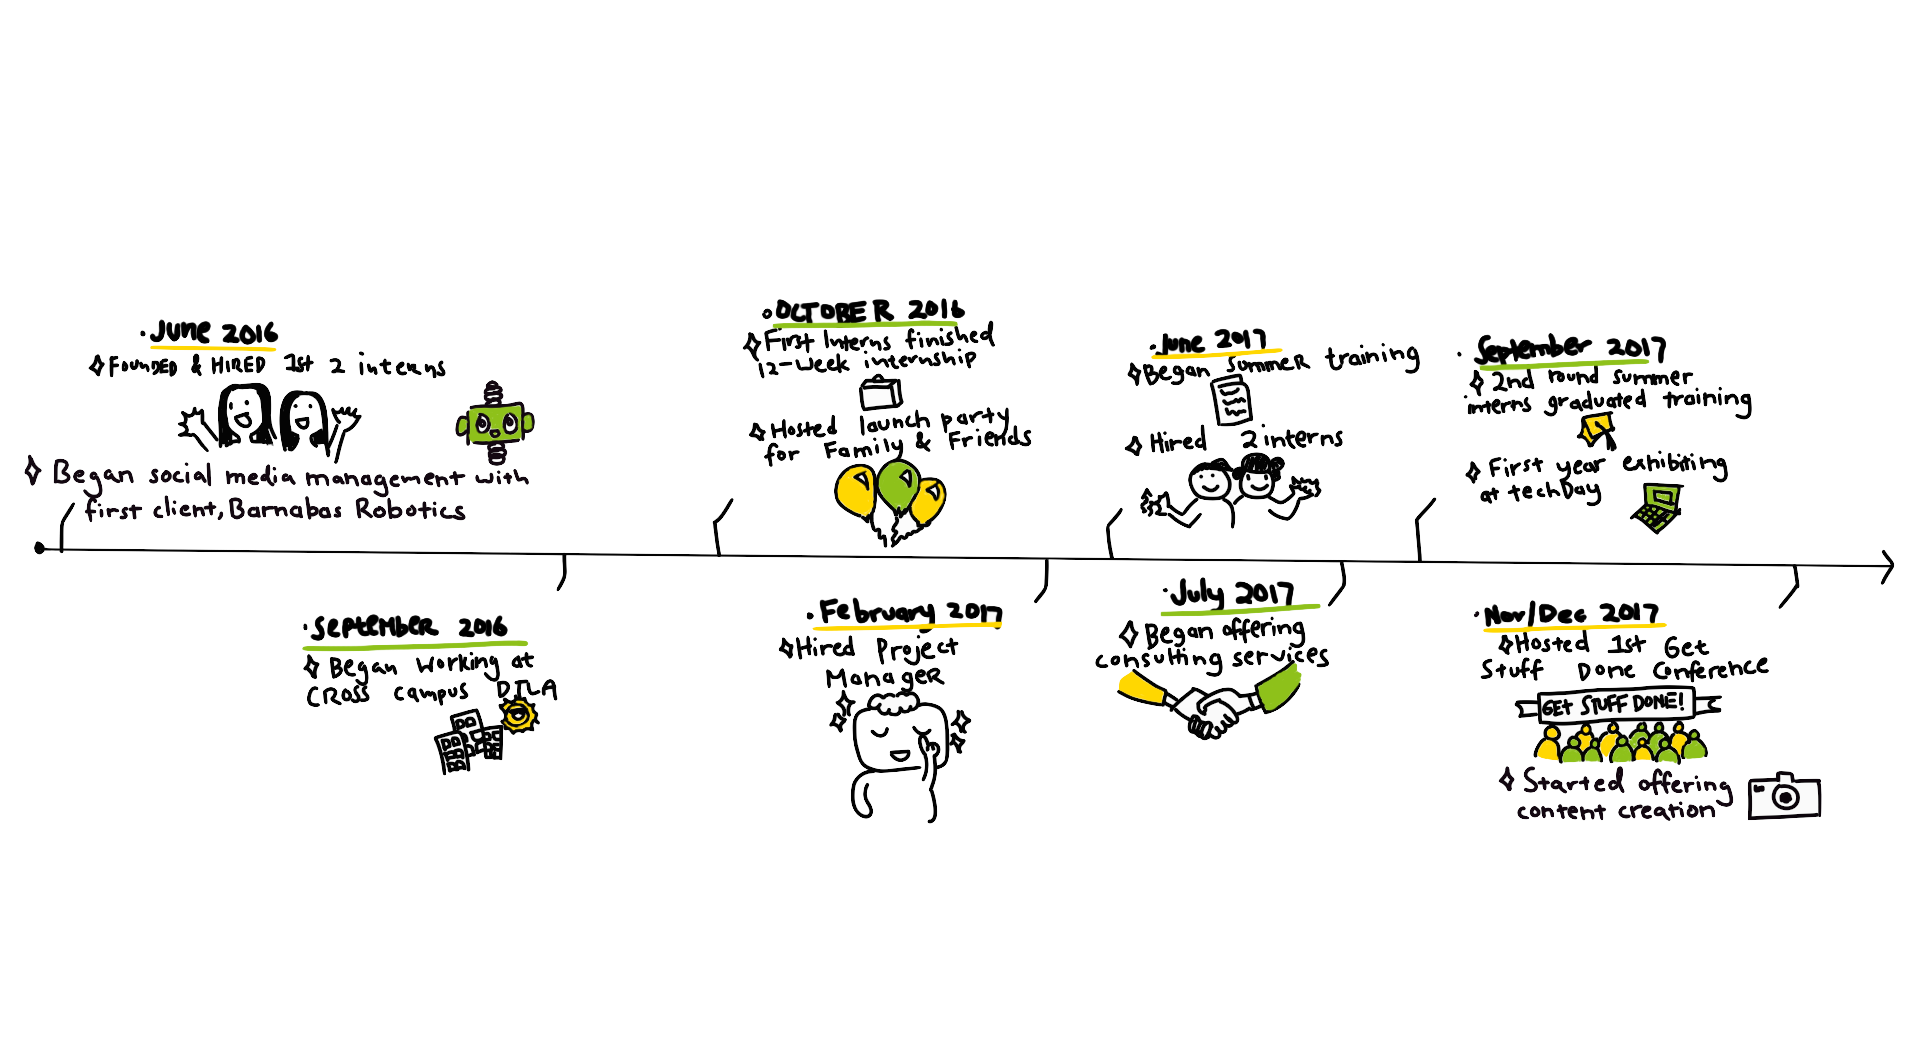 June 2016
Founded & Hired 1st 2 interns
Began social media management with
first client, Barnabas Robotics
September 2016
Began working at
Cross Campus DTLA
October 2016
First Interns finished
12-week internship
Hosted launch party
for Family & Friends
February 2017
Hired Project
Manager
June 2017
Began summer training
Hired 2 interns
July 2017
Began offering
consulting services
September 2017
2nd round summer
interns graduated training
First year exhibiting
at techDay
Nov/Dec 2017
Hosted 1st Get
Stuff Done Conference
GET STUFF DONE!
Started offering
content creation